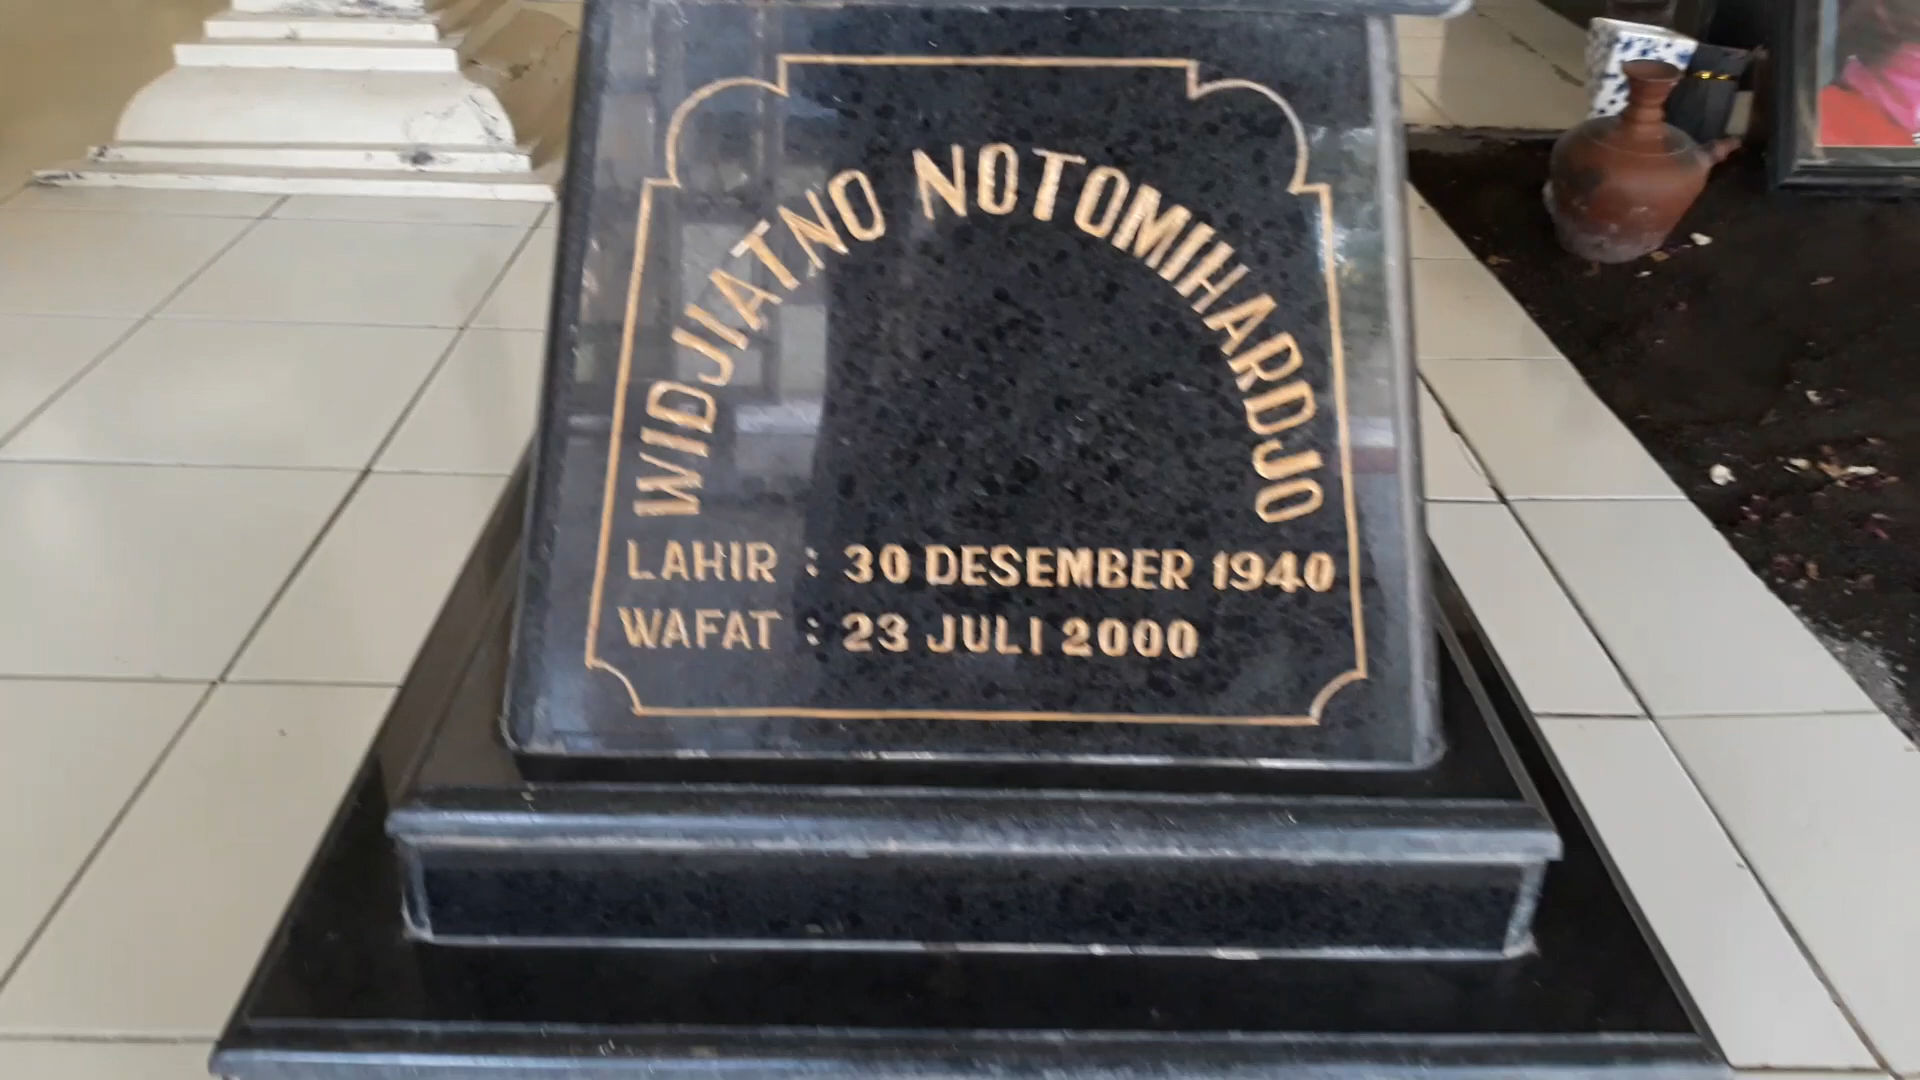 WIDJIATNO NOTOMIHARDJO
LAHIR : 30 DESEMBER 1940
WAFAT : 23 JULI 2000